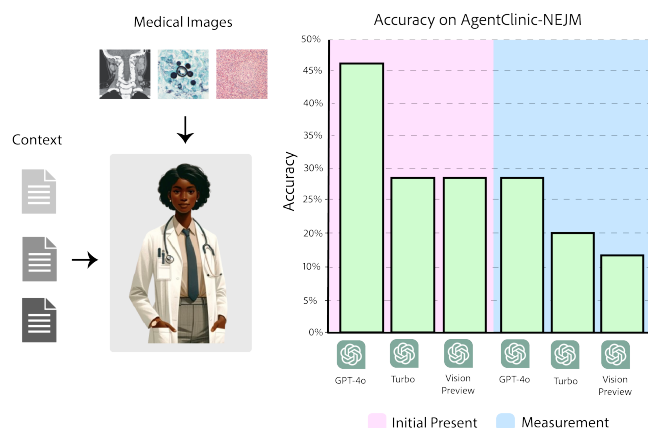 Medical Images
Context
Accuracy on AgentClinic-NEJM
Accuracy
50%
45%
40%
35%
30%
25%
20%
10%
5%
0%
GPT-4o
Turbo
Vision
Preview
GPT-4o
Turbo
Vision
Preview
Initial Present
Measurement